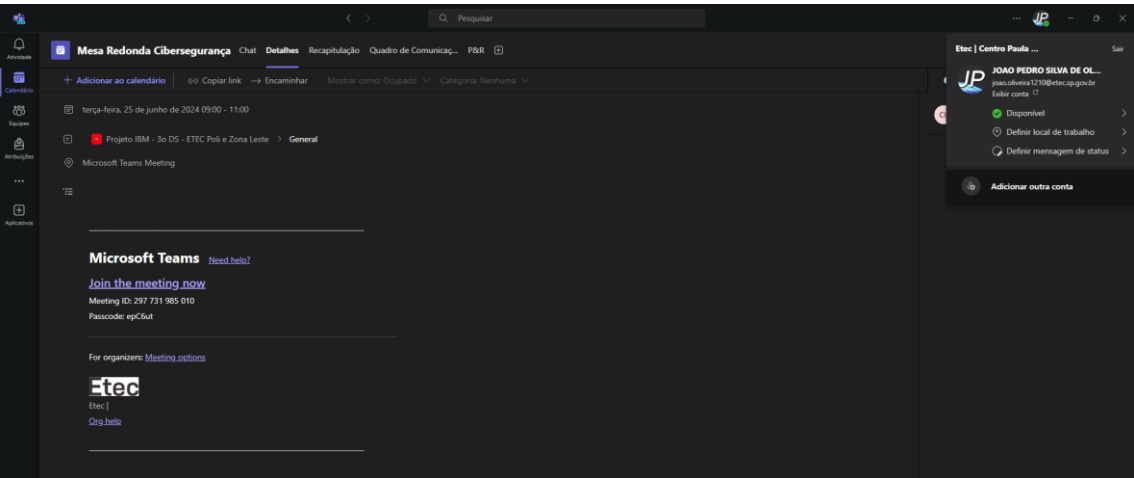 Pesquisar
JP
Atividade
Calendário
Equipes
Atribuições
Aplicativos
Mesa Redonda Cibersegurança Chat Detalhes Recapitulação Quadro de Comunicaç... P&R
Adicionar ao calendário Copiar link Encaminhar Mostrar como: Ocupado Categoria: Nenhuma
terça-feira, 25 de junho de 2024 09:00 - 11:00
Projeto IBM - 3o DS - ETEC Poli e Zona Leste > General
Microsoft Teams Meeting
Microsoft Teams Need help?
Join the meeting now
Meeting ID: 297 731 985 010
Passcode: epC6ut
For organizers: Meeting options
Etec
Etec |
Org help
Etec | Centro Paula ... Sair
JP
JOAO PEDRO SILVA DE OL...
joao.oliveira1210@etec.sp.gov.br
Exibir conta
Disponível
Definir local de trabalho
Definir mensagem de status
Adicionar outra conta